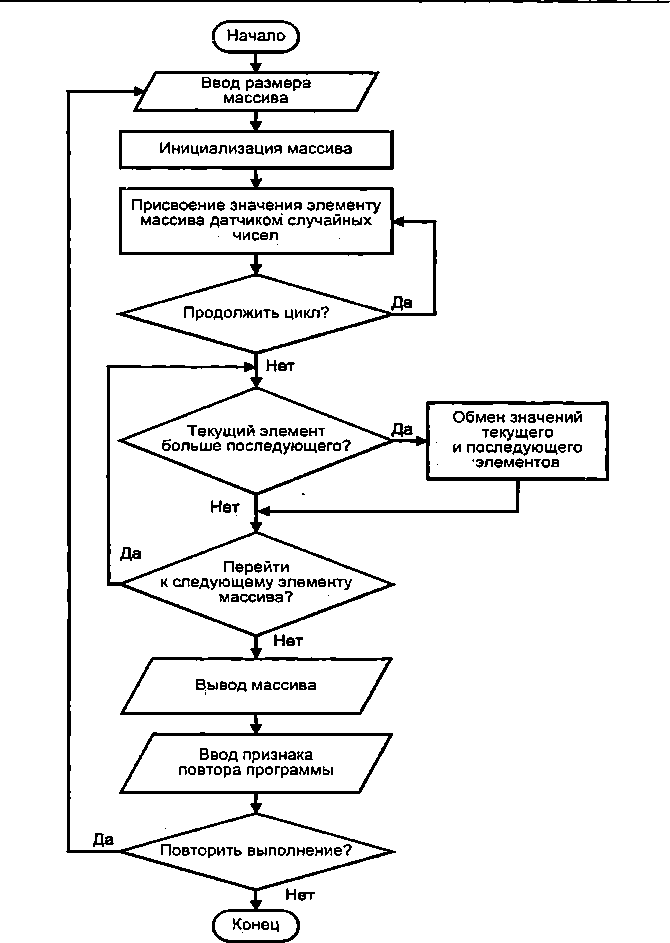 Начало
Ввод размера
массива
Инициализация массива
Присвоение значения элементу
массива датчиком случайных
чисел
Продолжить цикл?
Да
Нет
Текущий элемент
больше последующего?
Да
Обмен значений
текущего
и последующего
элементов
Нет
Да
Перейти
к следующему элементу
массива?
Нет
Вывод массива
Ввод признака
повтора программы
Да
Повторить выполнение?
Нет
Конец